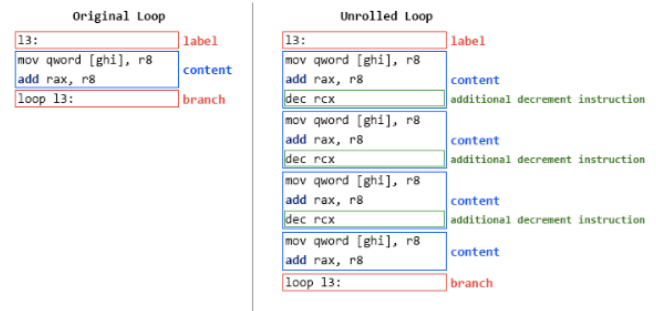 Original Loop
l3:
label
mov qword [ghi], r8
add rax, r8
content
loop l3:
branch
Unrolled Loop
l3:
label
mov qword [ghi], r8
add rax, r8
content
dec rcx
additional decrement instruction
mov qword [ghi], r8
add rax, r8
content
dec rcx
additional decrement instruction
mov qword [ghi], r8
add rax, r8
content
dec rcx
additional decrement instruction
mov qword [ghi], r8
add rax, r8
content
loop l3:
branch